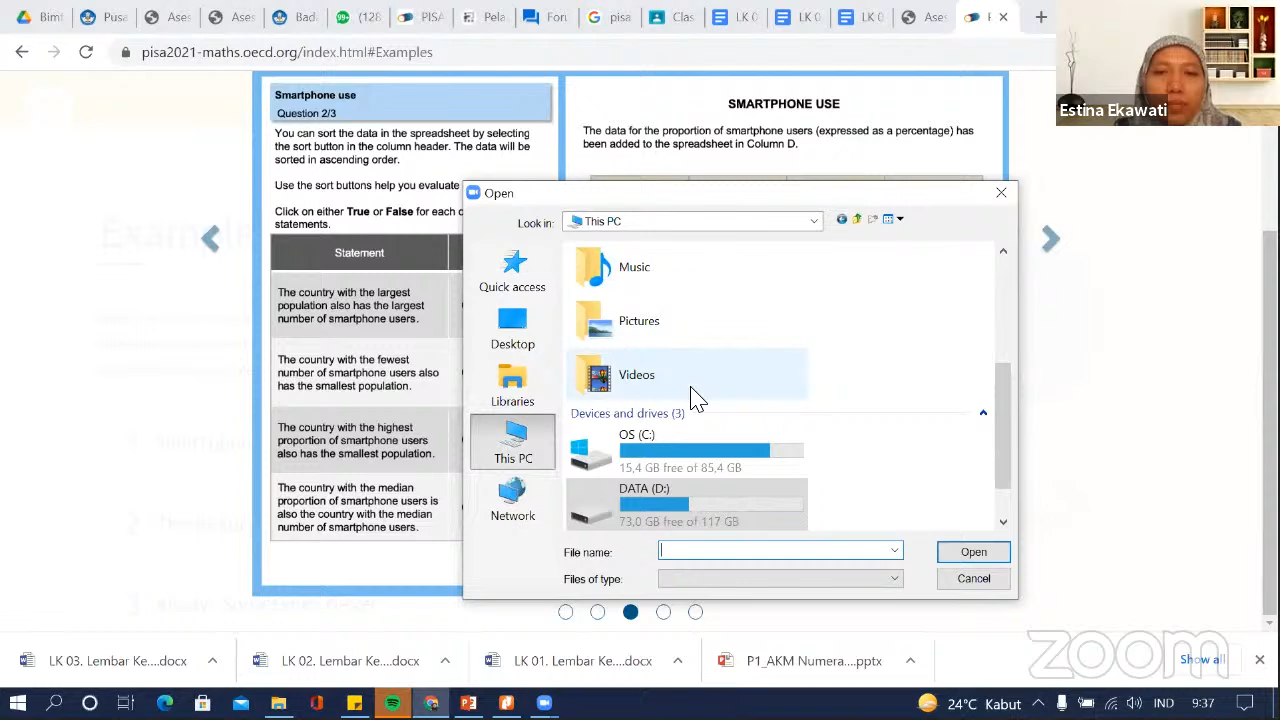 Bimt
Pusa
Ases
Ases
Bad
99+
(128
PISA
Pela
Fon
pisa
Clas
LK 0
LK 0
LK 0
Ases
P
pisa2021-maths.oecd.org/index.html#Examples
Estina Ekawati
Smartphone use
Question 2/3
You can sort the data in the spreadsheet by selecting
the sort button in the column header. The data will be
sorted in ascending order.
Use the sort buttons help you evaluate
Click on either True or False for each
statements.
Statement
The country with the largest
population also has the largest
number of smartphone users.
The country with the fewest
number of smartphone users also
has the smallest population.
The country with the highest
proportion of smartphone users
also has the smallest population.
The country with the median
proportion of smartphone users is
also the country with the median
number of smartphone users.
SMARTPHONE USE
The data for the proportion of smartphone users (expressed as a percentage) has
been added to the spreadsheet in Column D.
Example
Open
Look in:
This PC
Quick access
Desktop
Libraries
This PC
Network
Music
Pictures
Videos
Devices and drives (3)
OS (C:)
15,4 GB free of 85,4 GB
DATA (D:)
73,0 GB free of 117 GB
File name:
Open
Files of type:
Cancel
LK 03. Lembar Ke....docx
LK 02. Lembar Ke....docx
LK 01. Lembar Ke....docx
P1_AKM Numera....pptx
Show all
zoom
24°C Kabut
IND
9:37